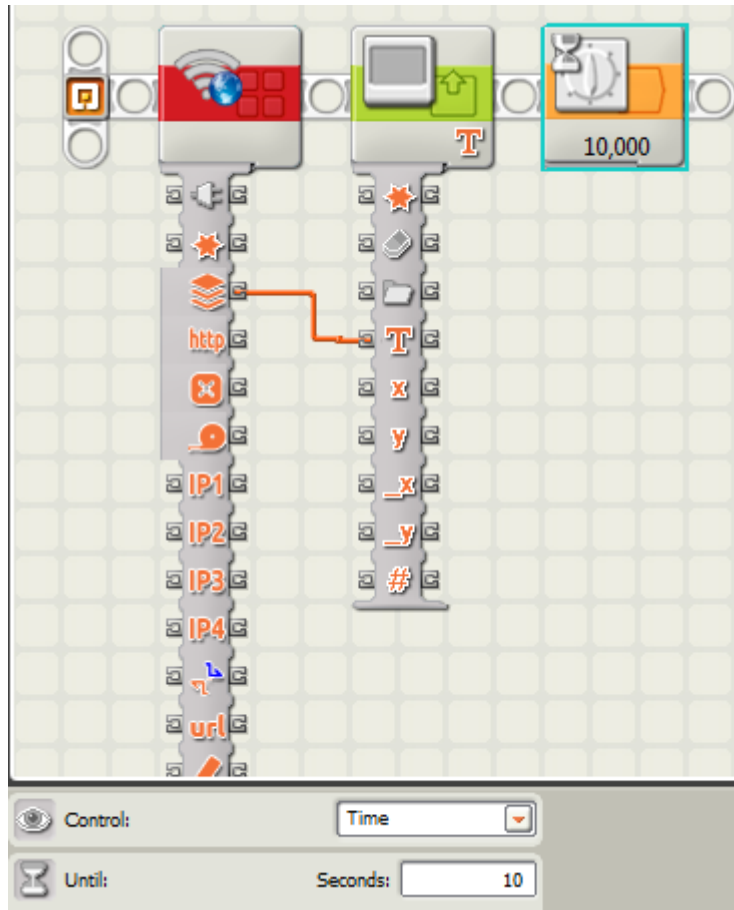 T
10,000
http
T
x
y
IP1
_x
IP2
_y
IP3
#
IP4
url
Control:
Time
Until:
Seconds:
10